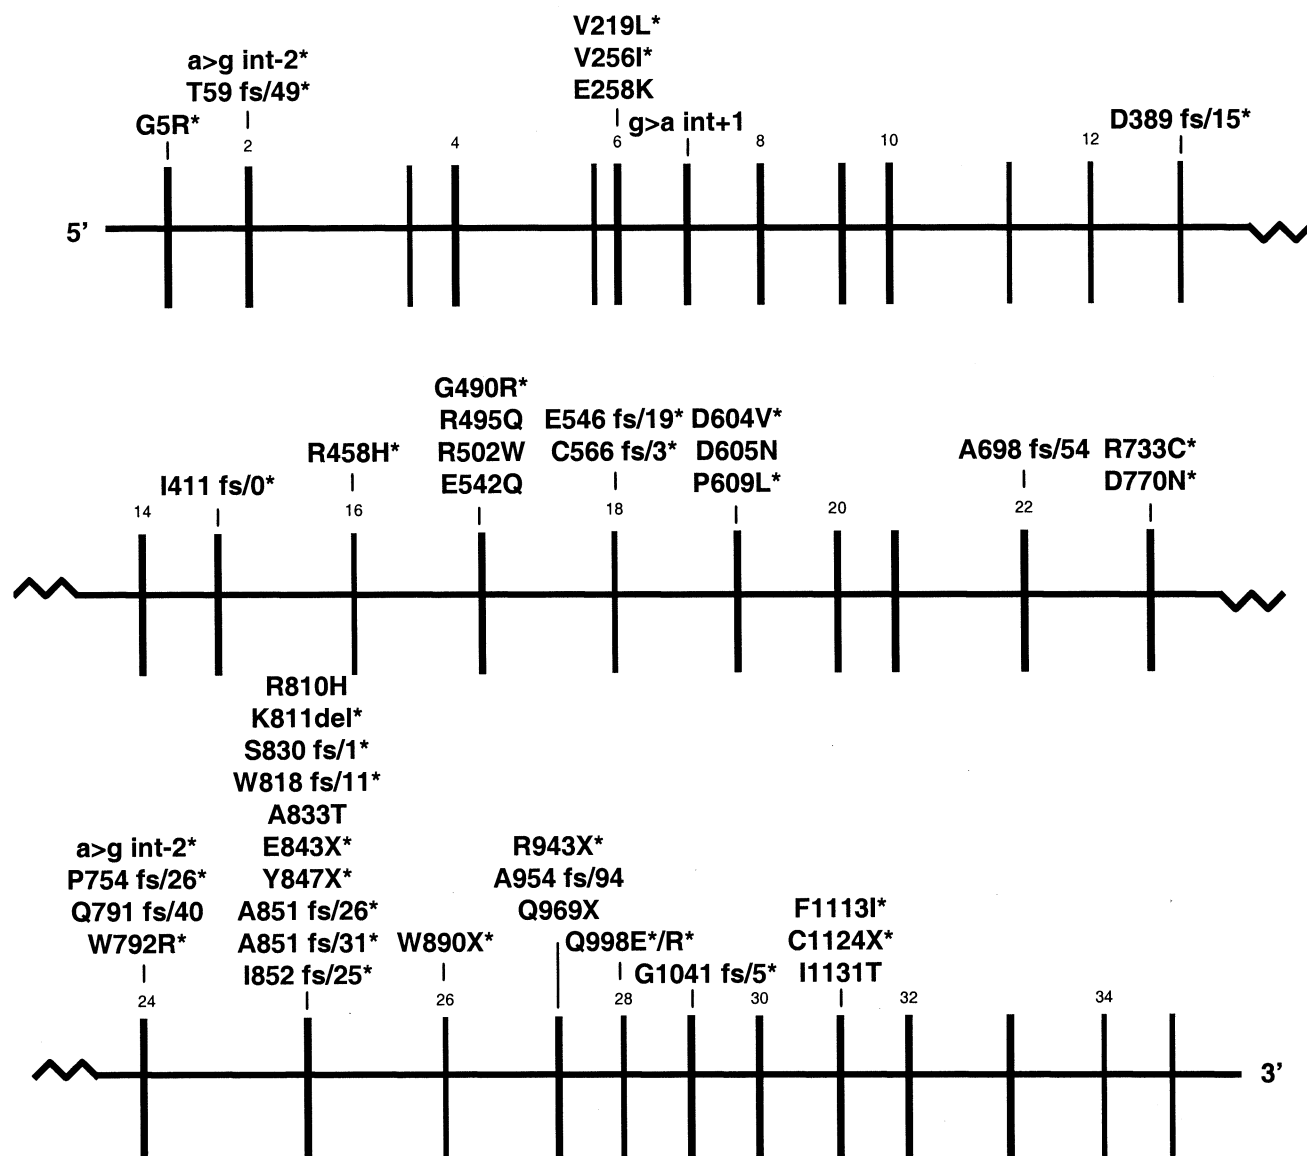 V219L*
V256I*
E258K
a>g int-2*
T59 fs/49*
G5R*
g>a int+1
D389 fs/15*
2
4
6
8
10
12
5’
G490R*
R495Q
R502W
E542Q
E546 fs/19*
C566 fs/3*
D604V*
D605N
P609L*
R458H*
I411 fs/0*
A698 fs/54
R733C*
D770N*
14
16
18
20
22
R810H
K811del*
S830 fs/1*
W818 fs/11*
A833T
E843X*
Y847X*
A851 fs/26*
A851 fs/31*
I852 fs/25*
a>g int-2*
P754 fs/26*
Q791 fs/40
W792R*
W890X*
R943X*
A954 fs/94
Q969X
Q998E*/R*
G1041 fs/5*
F1113I*
C1124X*
I1131T
24
26
28
30
32
34
3’